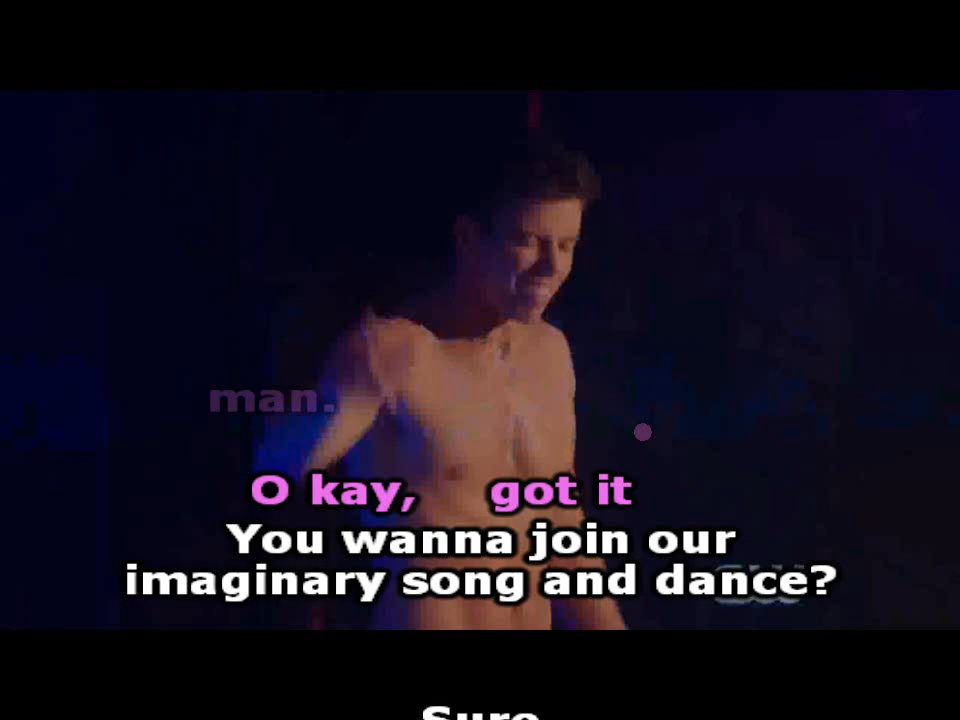 man.
O kay, got it
You wanna join our
imaginary song and dance?
Sure